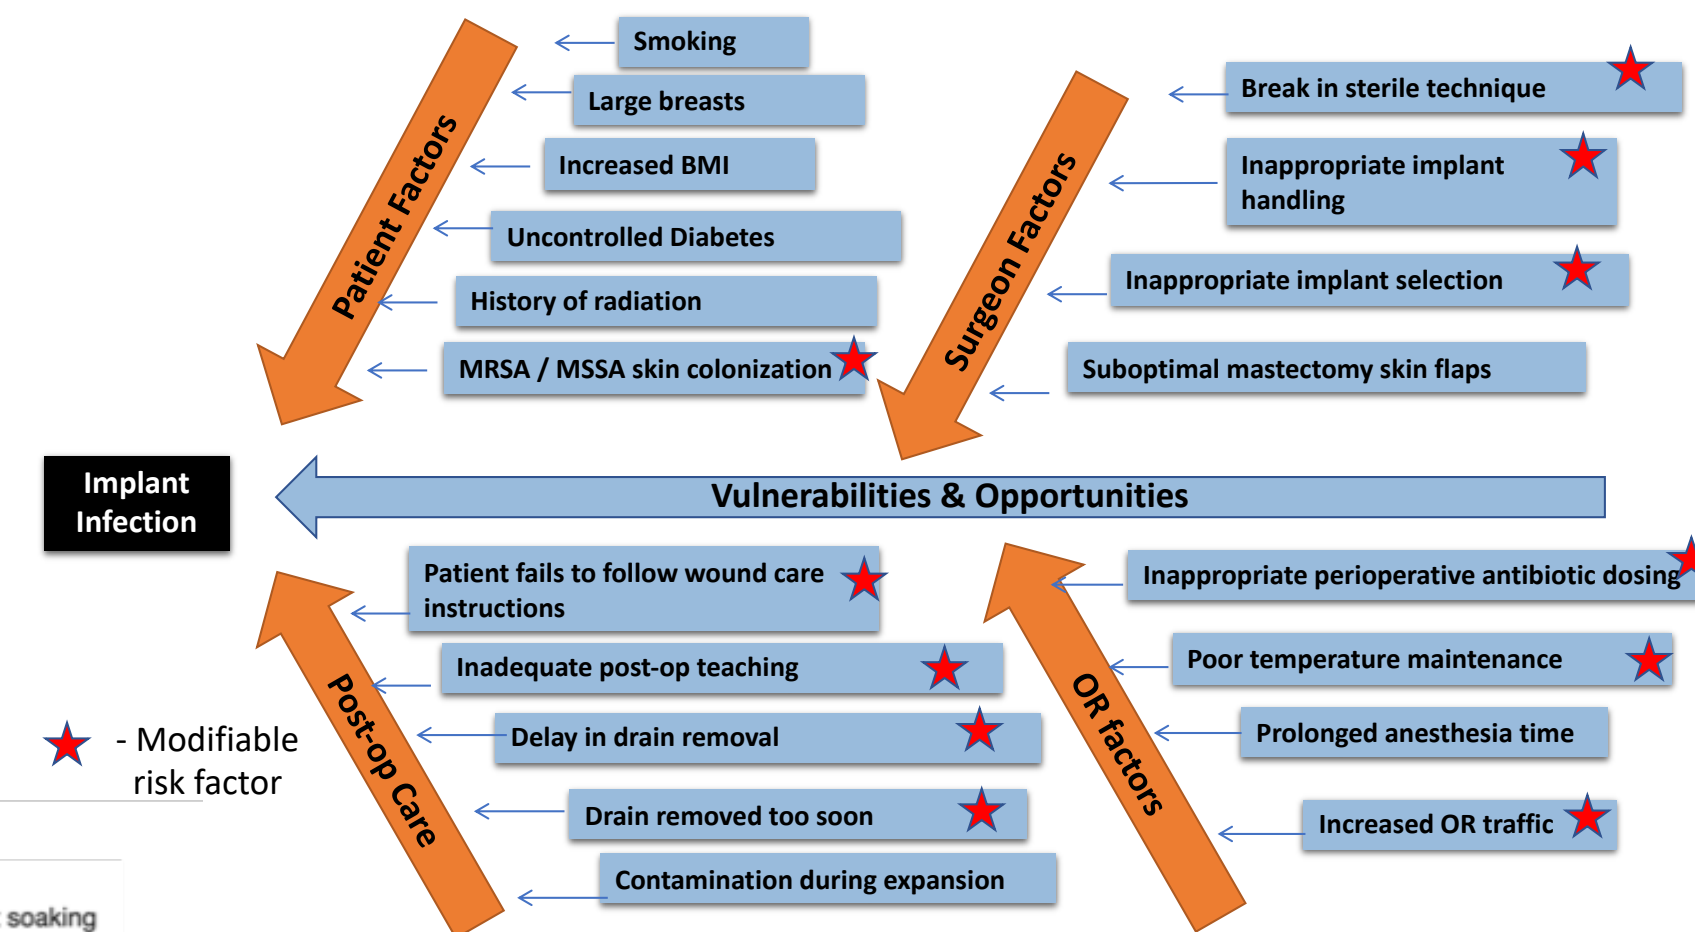 Smoking
Large breasts
Increased BMI
Uncontrolled Diabetes
History of radiation
MRSA / MSSA skin colonization
Patient Factors
Break in sterile technique
Inappropriate implant
handling
Inappropriate implant selection
Suboptimal mastectomy skin flaps
Surgeon Factors
Implant
Infection
Vulnerabilities & Opportunities
Patient fails to follow wound care
instructions
Inadequate post-op teaching
Delay in drain removal
Drain removed too soon
Contamination during expansion
Post-op Care
Inappropriate perioperative antibiotic dosing
Poor temperature maintenance
Prolonged anesthesia time
Increased OR traffic
OR factors
- Modifiable
risk factor
soaking